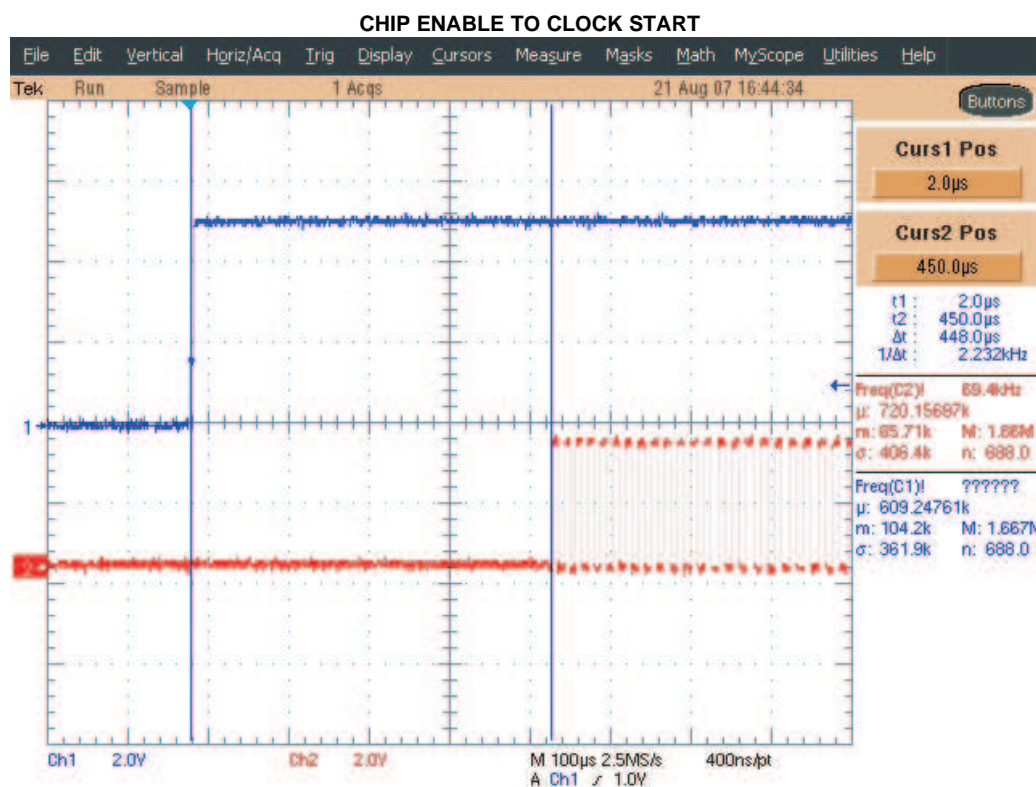 CHIP ENABLE TO CLOCK START
File Edit Vertical Horiz/Acq Trig Display Cursors Measure Masks Math MyScope Utilities Help
Tek Run Sample 1 Acqs 21 Aug 07 16:44:34
Buttons
Curs1 Pos
2.0µs
Curs2 Pos
450.0µs
t1 : 2.0µs
t2 : 450.0µs
Δt : 448.0µs
1/Δt : 2.232kHz
Freq(C2)! 69.4kHz
µ: 720.15697k
m: 65.71k M: 1.86M
σ: 406.4k n: 688.0
Freq(C1)! ??????
µ: 609.24761k
m: 104.2k M: 1.667M
σ: 361.9k n: 688.0
1
2
Ch1 2.0V Ch2 2.0V M 100µs 2.5MS/s 400ns/pt
A Ch1 / 1.0V